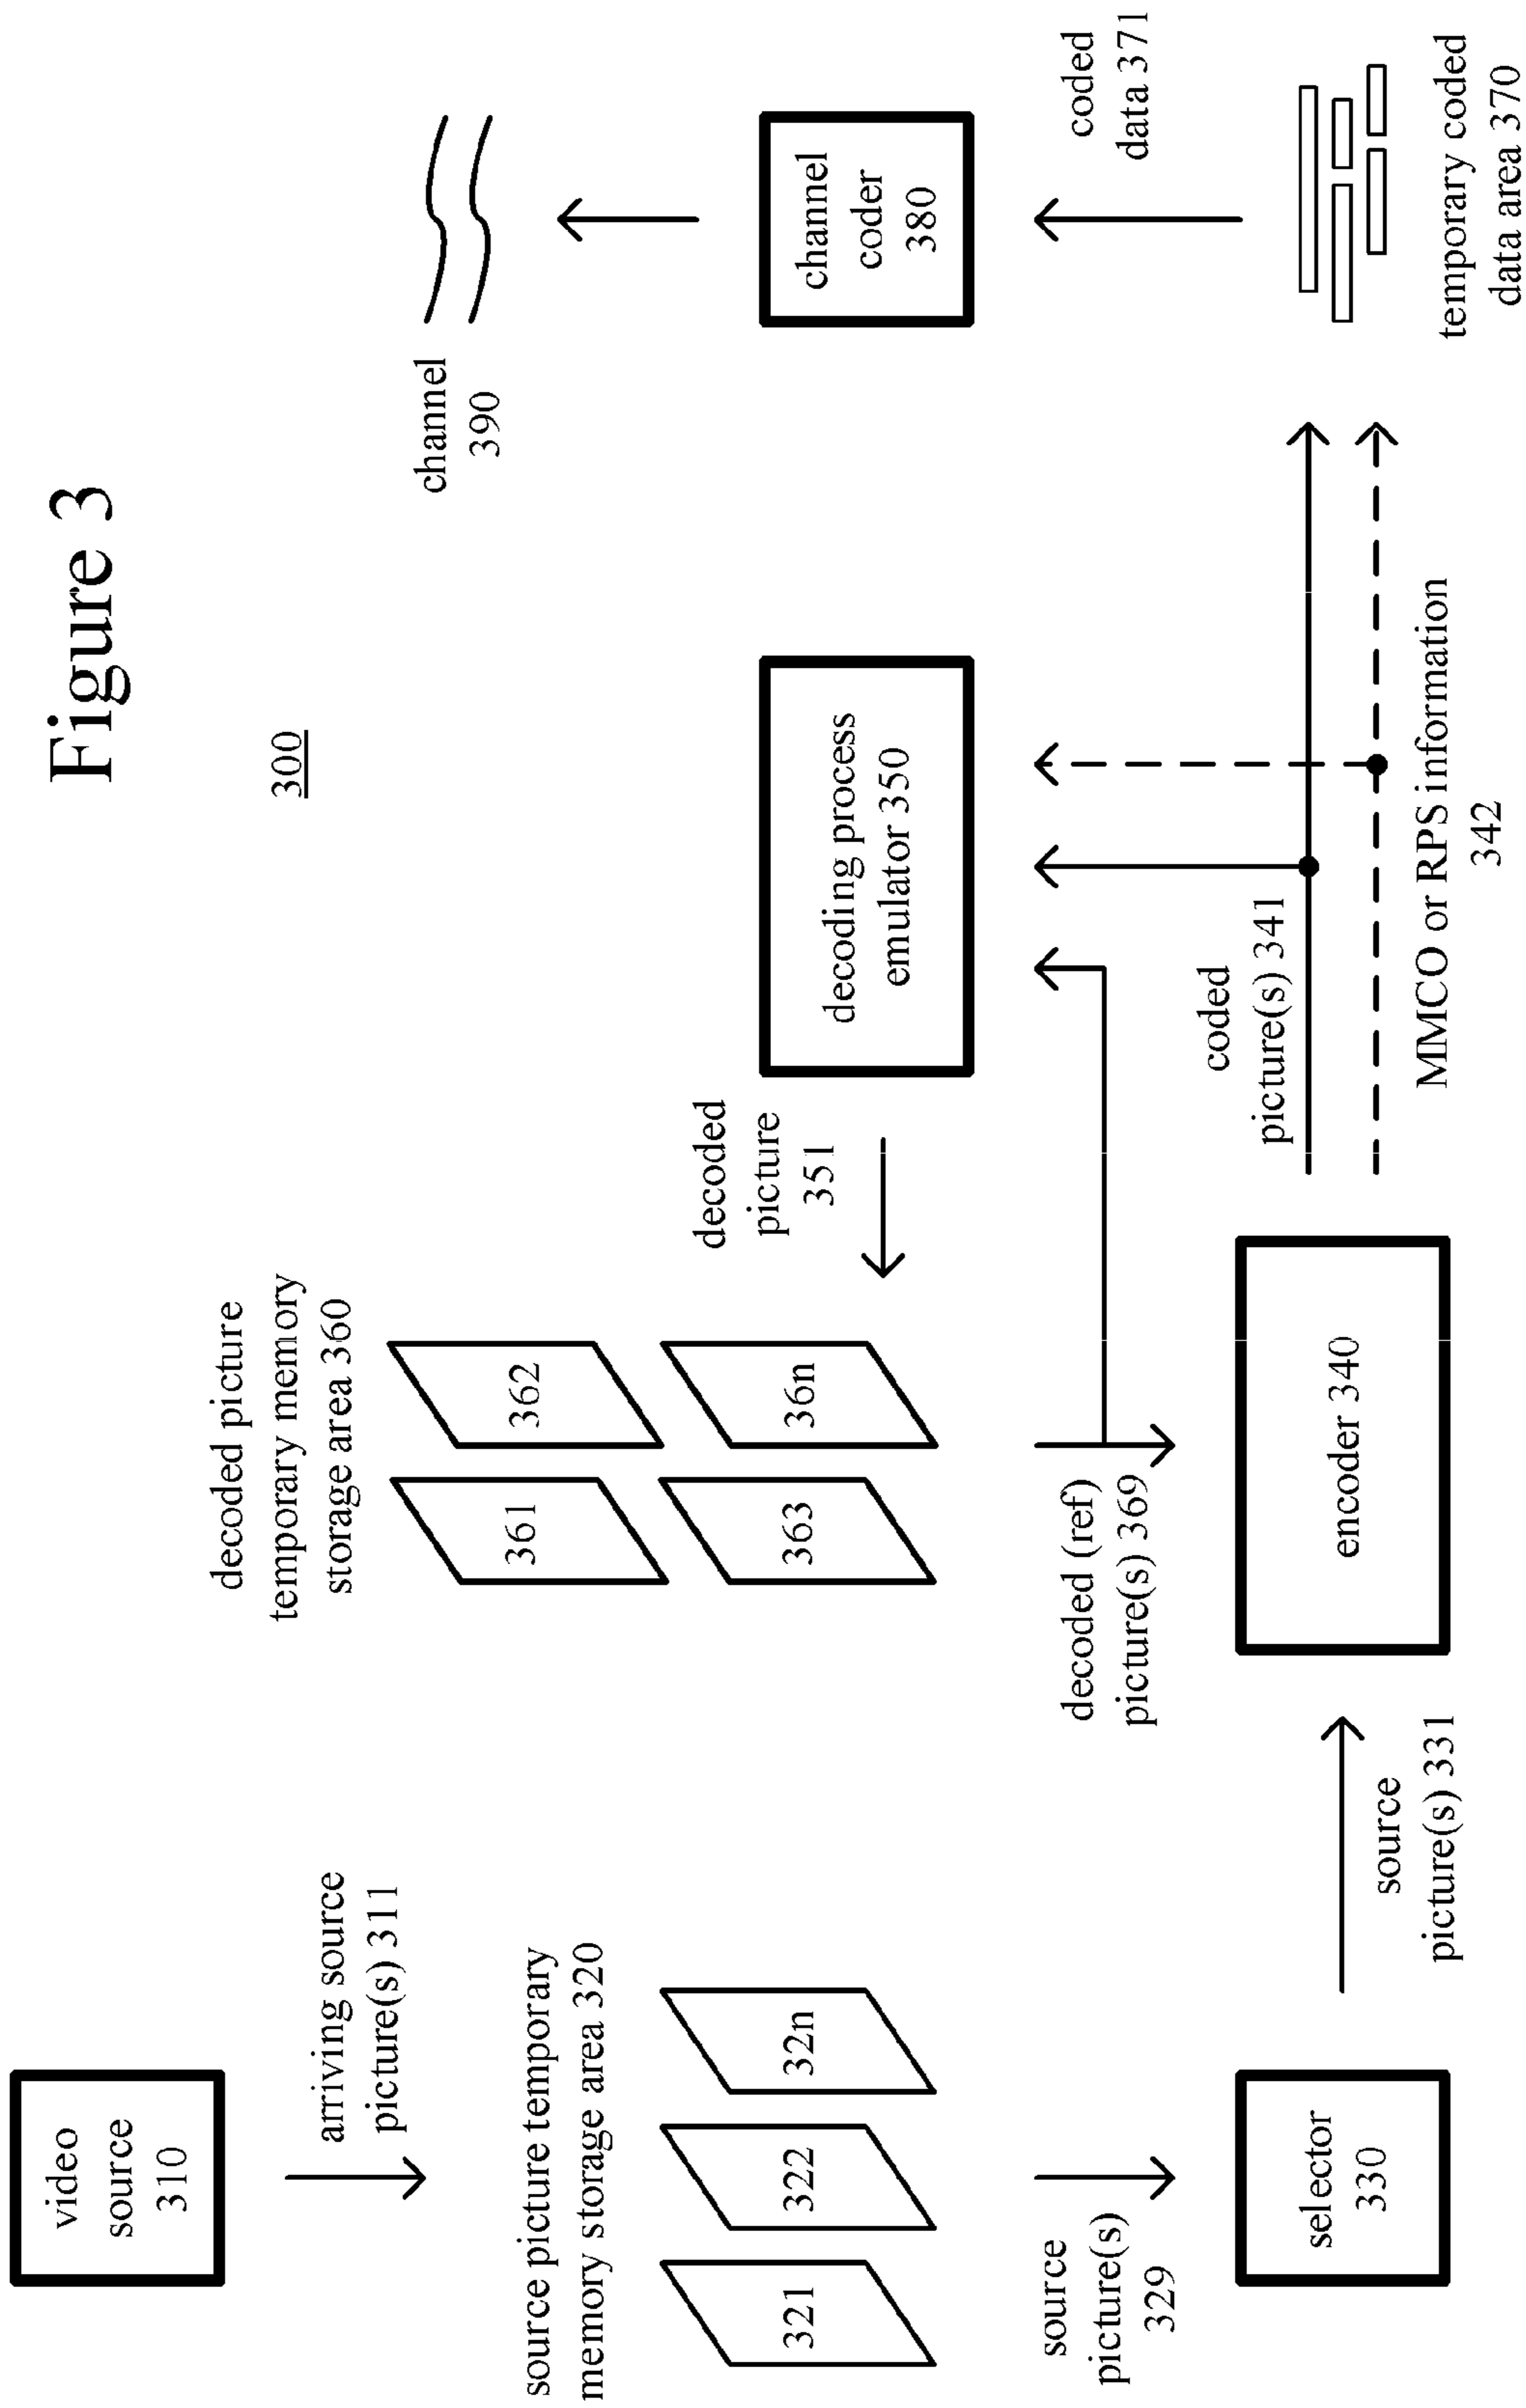 Figure 3
300
video
source
310
arriving source
picture(s) 311
source picture temporary
memory storage area 320
321
322
32n
source
picture(s)
329
selector
330
source
picture(s) 331
decoded picture
temporary memory
storage area 360
361
362
363
36n
decoded (ref)
picture(s) 369
encoder 340
decoded
picture
351
decoding process
emulator 350
coded
picture(s) 341
MMCO or RPS information
342
channel
390
channel
coder
380
coded
data 371
temporary coded
data area 370